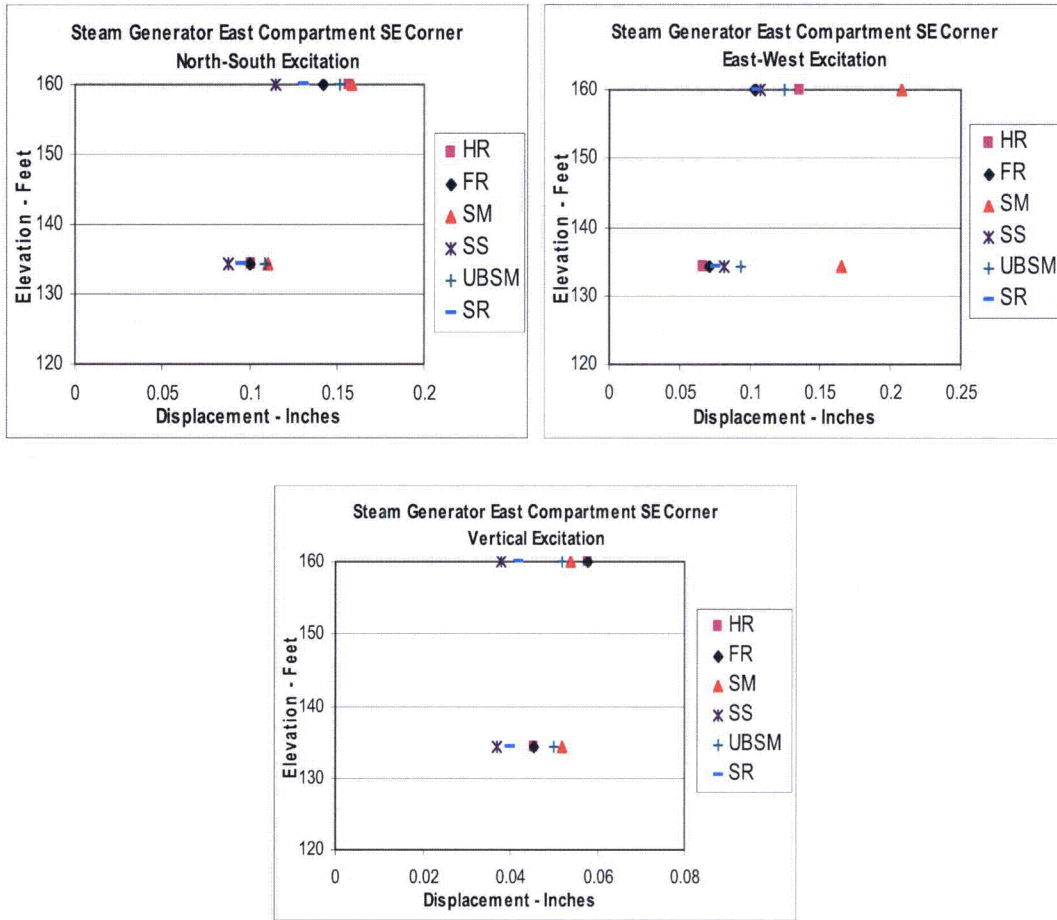 Steam Generator East Compartment SE Corner
North-South Excitation
160
150
140
130
120
Elevation - Feet
0
0.05
0.1
0.15
0.2
Displacement - Inches
HR
FR
SM
SS
UBSM
SR
Steam Generator East Compartment SE Corner
East-West Excitation
160
150
140
130
120
Elevation - Feet
0
0.05
0.1
0.15
0.2
0.25
Displacement - Inches
HR
FR
SM
SS
UBSM
SR
Steam Generator East Compartment SE Corner
Vertical Excitation
160
150
140
130
120
Elevation - Feet
0
0.02
0.04
0.06
0.08
Displacement - Inches
HR
FR
SM
SS
UBSM
SR